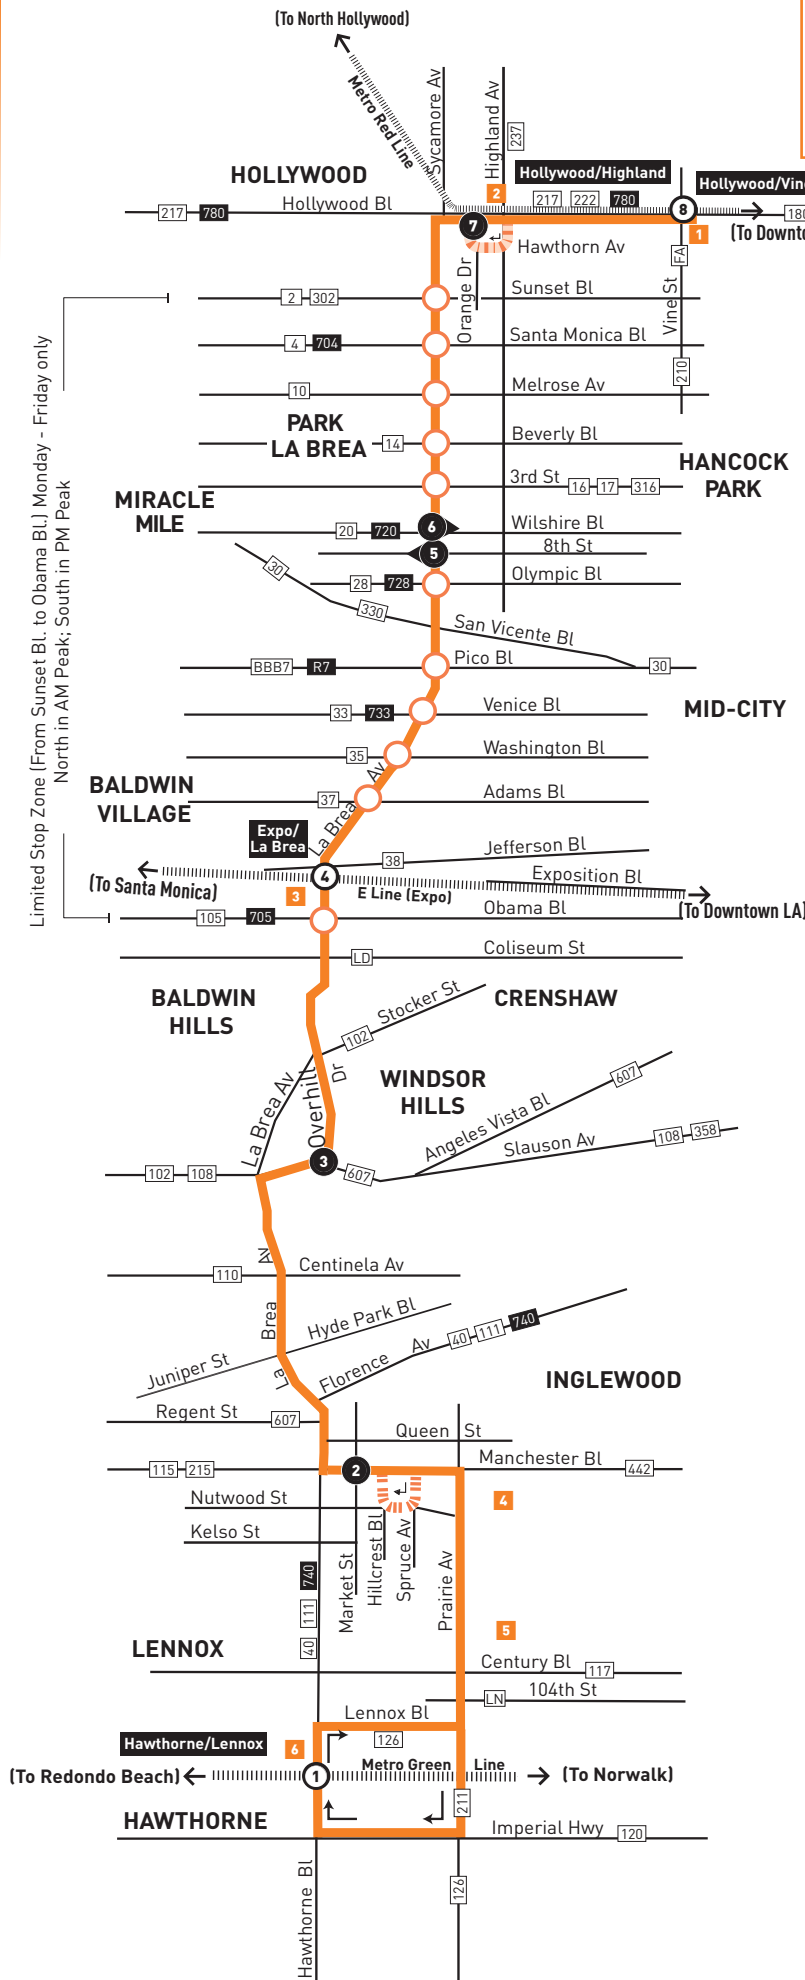 (To North Hollywood)
Metro Red Line
Sycamore Av
Highland Av
237
HOLLYWOOD
Hollywood/Highland
Hollywood/Vin
2
217
222
780
8
180
217
780
Hollywood Bl
7
1
(To Downto
Hawthorn Av
Orange Dr
FA
Vine St
210
2
302
Sunset Bl
4
704
Santa Monica Bl
10
Melrose Av
PARK
LA BREA
14
Beverly Bl
HANCOCK
PARK
3rd St
16
17
316
MIRACLE
MILE
6
20
720
Wilshire Bl
5
8th St
30
28
728
Olympic Bl
330
San Vicente Bl
BBB7
R7
Pico Bl
30
Limited Stop Zone (From Sunset Bl. to Obama Bl.) Monday - Friday only
North in AM Peak; South in PM Peak
33
733
Venice Bl
MID-CITY
35
Washington Bl
BALDWIN
VILLAGE
37
Adams Bl
La Brea Av
Expo/
La Brea
38
Jefferson Bl
4
Exposition Bl
(To Santa Monica)
3
E Line (Expo)
(To Downtown LA)
105
705
Obama Bl
LD
Coliseum St
BALDWIN
HILLS
CRENSHAW
102
Stocker St
La Brea Av
Overhill Dr
WINDSOR
HILLS
607
Angeles Vista Bl
Slauson Av
108
358
102
108
3
607
110
Centinela Av
La Brea Av
Hyde Park Bl
Juniper St
Florence Av
40
111
740
INGLEWOOD
Regent St
607
Queen St
115
215
2
Manchester Bl
442
Nutwood St
4
Kelso St
Market St
Hillcrest Bl
Spruce Av
Prairie Av
740
111
40
5
LENNOX
Century Bl
117
LN
104th St
Lennox Bl
126
Hawthorne/Lennox
6
(To Redondo Beach)
1
Metro Green Line
(To Norwalk)
211
HAWTHORNE
Imperial Hwy
120
Hawthorne Bl
126